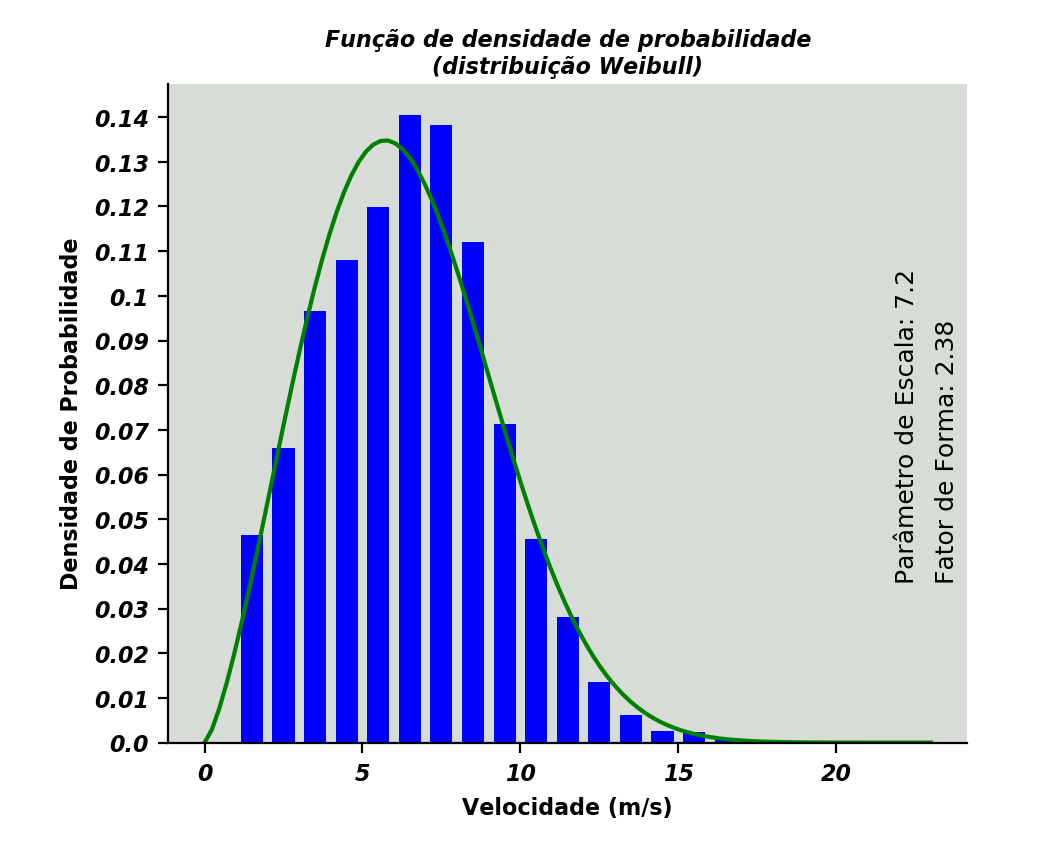 Função de densidade de probabilidade
(distribuição Weibull)
0.14
0.13
0.12
0.11
0.1
0.09
0.08
0.07
0.06
0.05
0.04
0.03
0.02
0.01
0.0
Densidade de Probabilidade
0 5 10 15 20
Velocidade (m/s)
Parâmetro de Escala: 7.2
Fator de Forma: 2.38